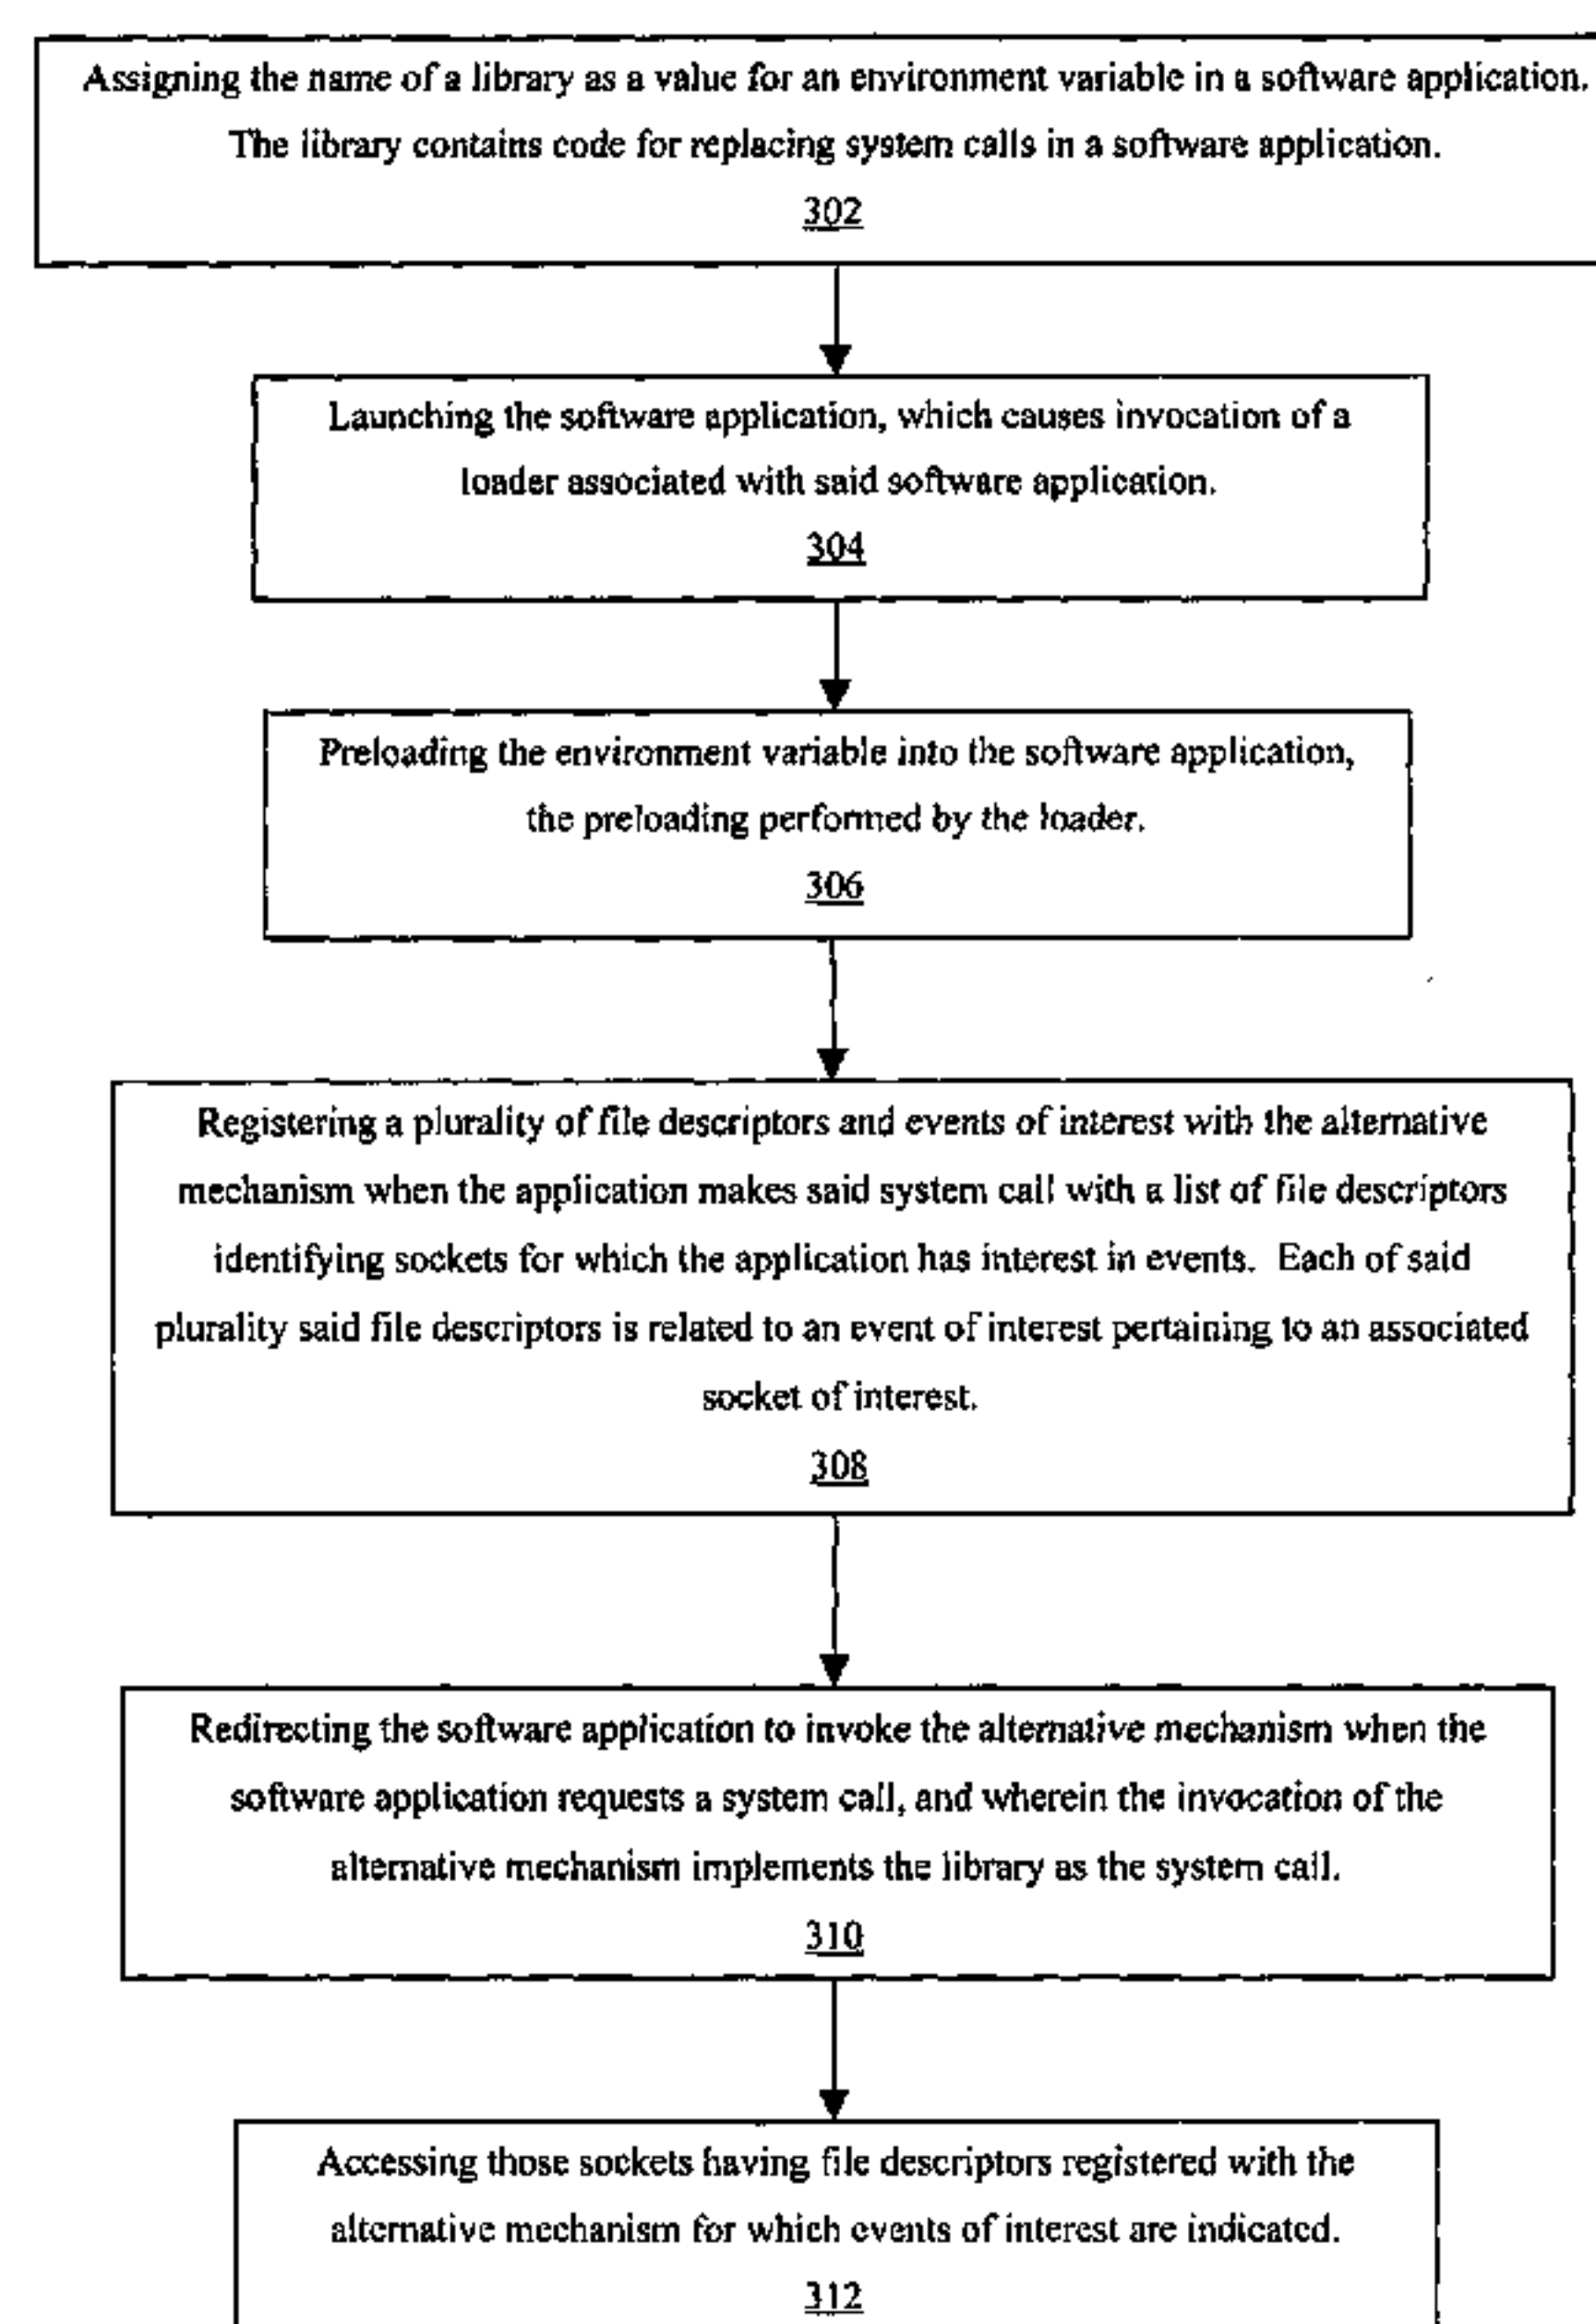 Assigning the name of a library as a value for an environment variable in a software application.
The library contains code for replacing system calls in a software application.
302
Launching the software application, which causes invocation of a
loader associated with said software application.
304
Preloading the environment variable into the software application,
the preloading performed by the loader.
306
Registering a plurality of file descriptors and events of interest with the alternative
mechanism when the application makes said system call with a list of file descriptors
identifying sockets for which the application has interest in events.  Each of said
plurality said file descriptors is related to an event of interest pertaining to an associated
socket of interest.
308
Redirecting the software application to invoke the alternative mechanism when the
software application requests a system call, and wherein the invocation of the
alternative mechanism implements the library as the system call.
310
Accessing those sockets having file descriptors registered with the
alternative mechanism for which events of interest are indicated.
312